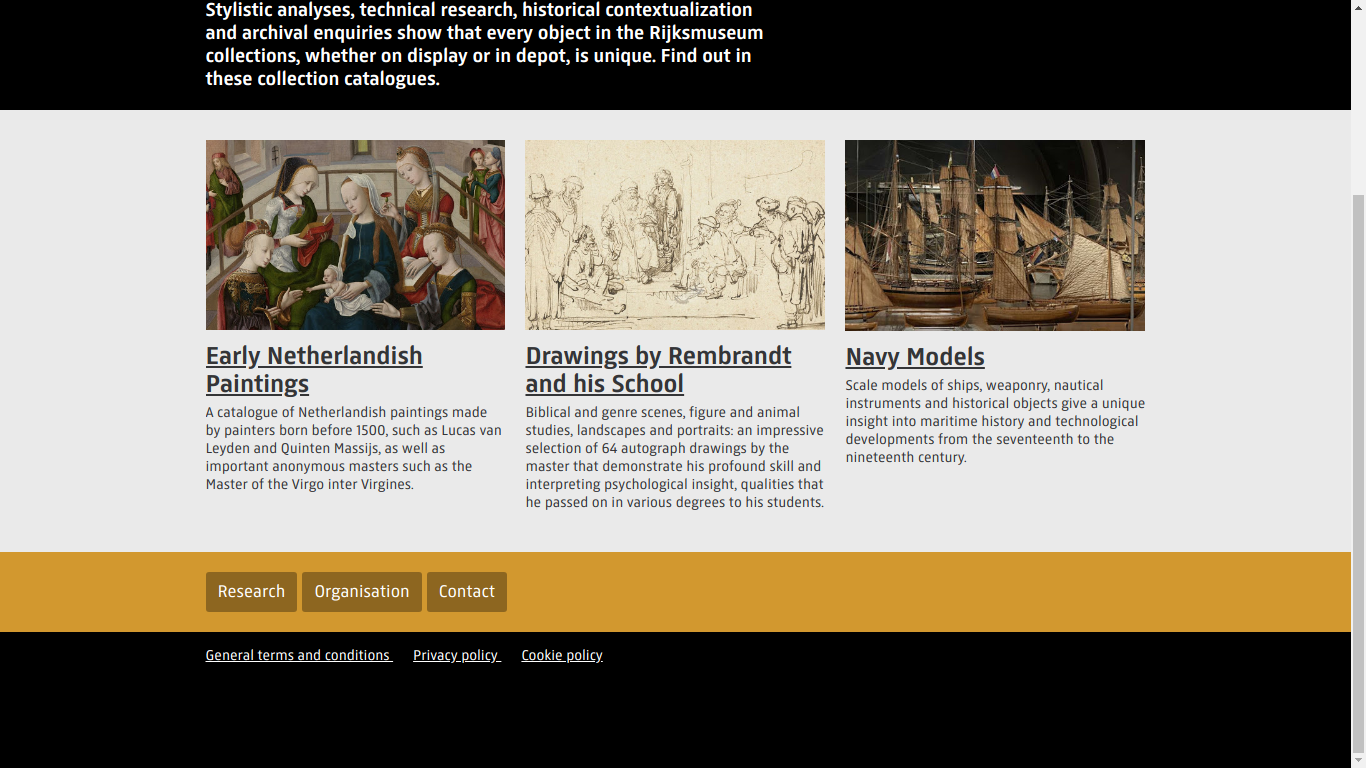 Stylistic analyses, technical research, historical contextualization
and archival enquiries show that every object in the Rijksmuseum
collections, whether on display or in depot, is unique. Find out in
these collection catalogues.
Early Netherlandish
Paintings
A catalogue of Netherlandish paintings made
by painters born before 1500, such as Lucas van
Leyden and Quinten Massijs, as well as
important anonymous masters such as the
Master of the Virgo inter Virgines.
Drawings by Rembrandt
and his School
Biblical and genre scenes, figure and animal
studies, landscapes and portraits: an impressive
selection of 64 autograph drawings by the
master that demonstrate his profound skill and
interpreting psychological insight, qualities that
he passed on in various degrees to his students.
Navy Models
Scale models of ships, weaponry, nautical
instruments and historical objects give a unique
insight into maritime history and technological
developments from the seventeenth to the
nineteenth century.
Research
Organisation
Contact
General terms and conditions
Privacy policy
Cookie policy